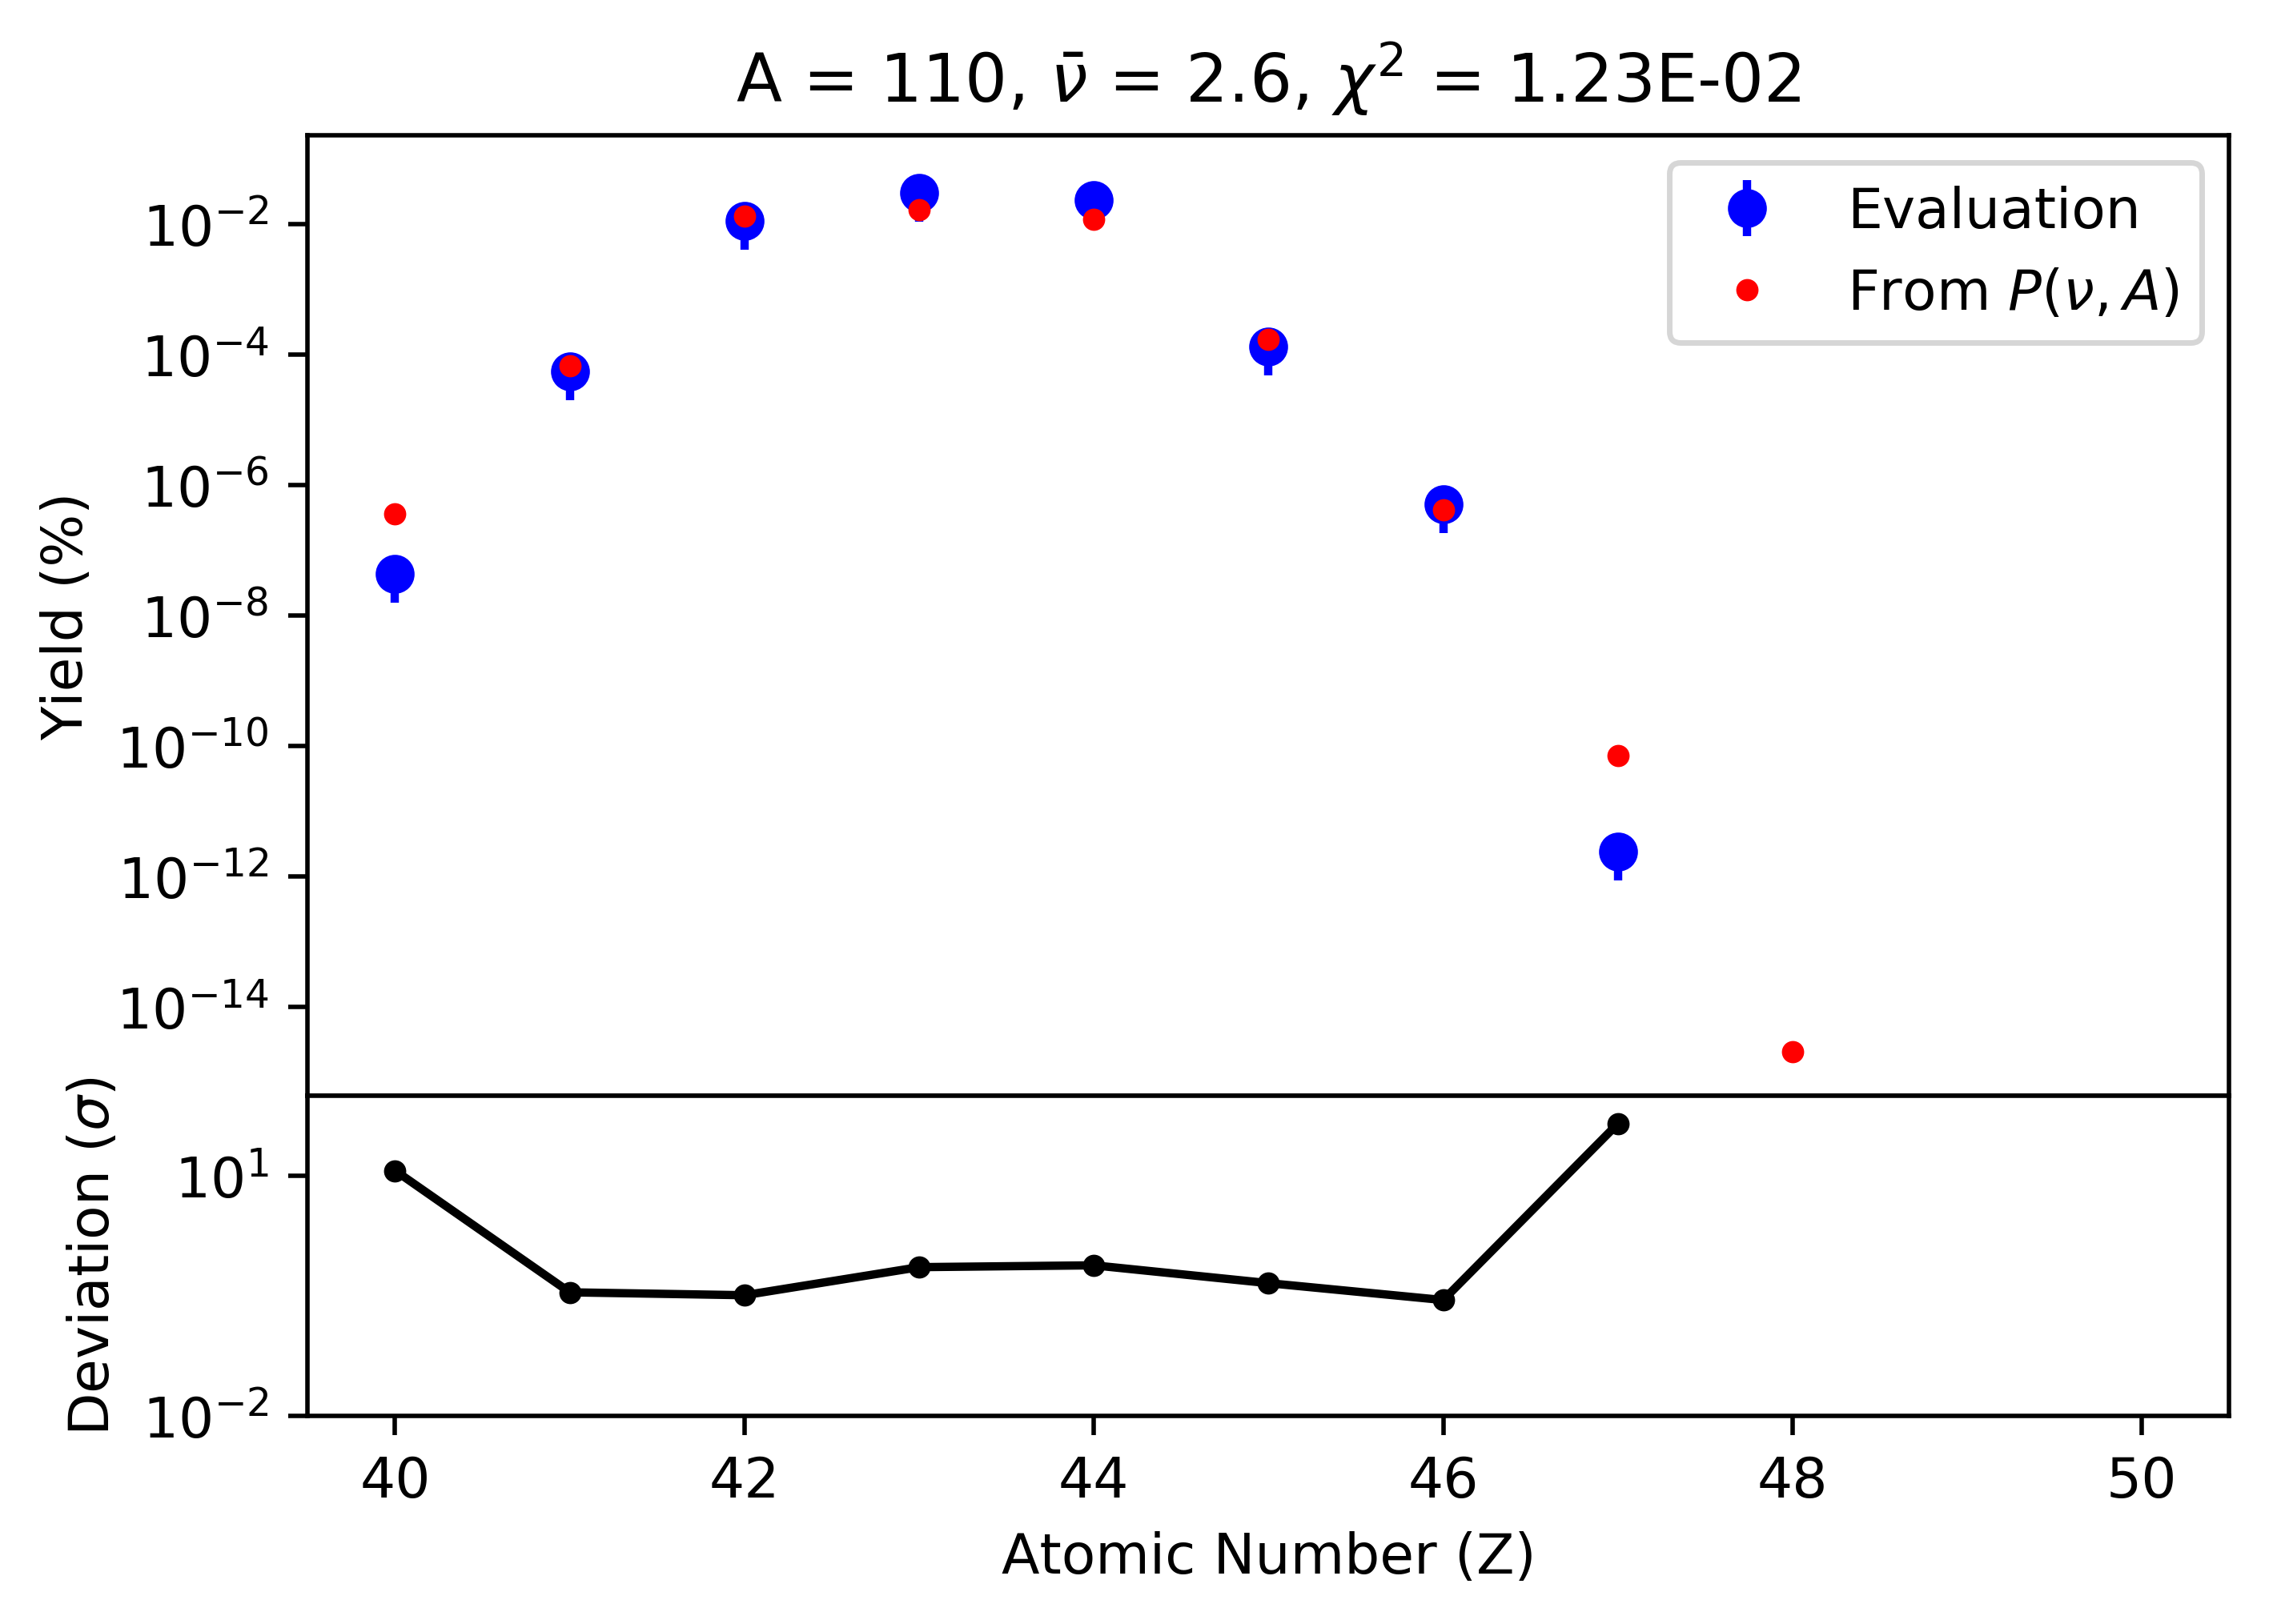 A = 110, ν̄ = 2.6, χ² = 1.23E-02
Evaluation
From P(ν, A)
Yield (%)
10⁻²
10⁻⁴
10⁻⁶
10⁻⁸
10⁻¹⁰
10⁻¹²
10⁻¹⁴
Deviation (σ)
10¹
10⁻²
40 42 44 46 48 50
Atomic Number (Z)